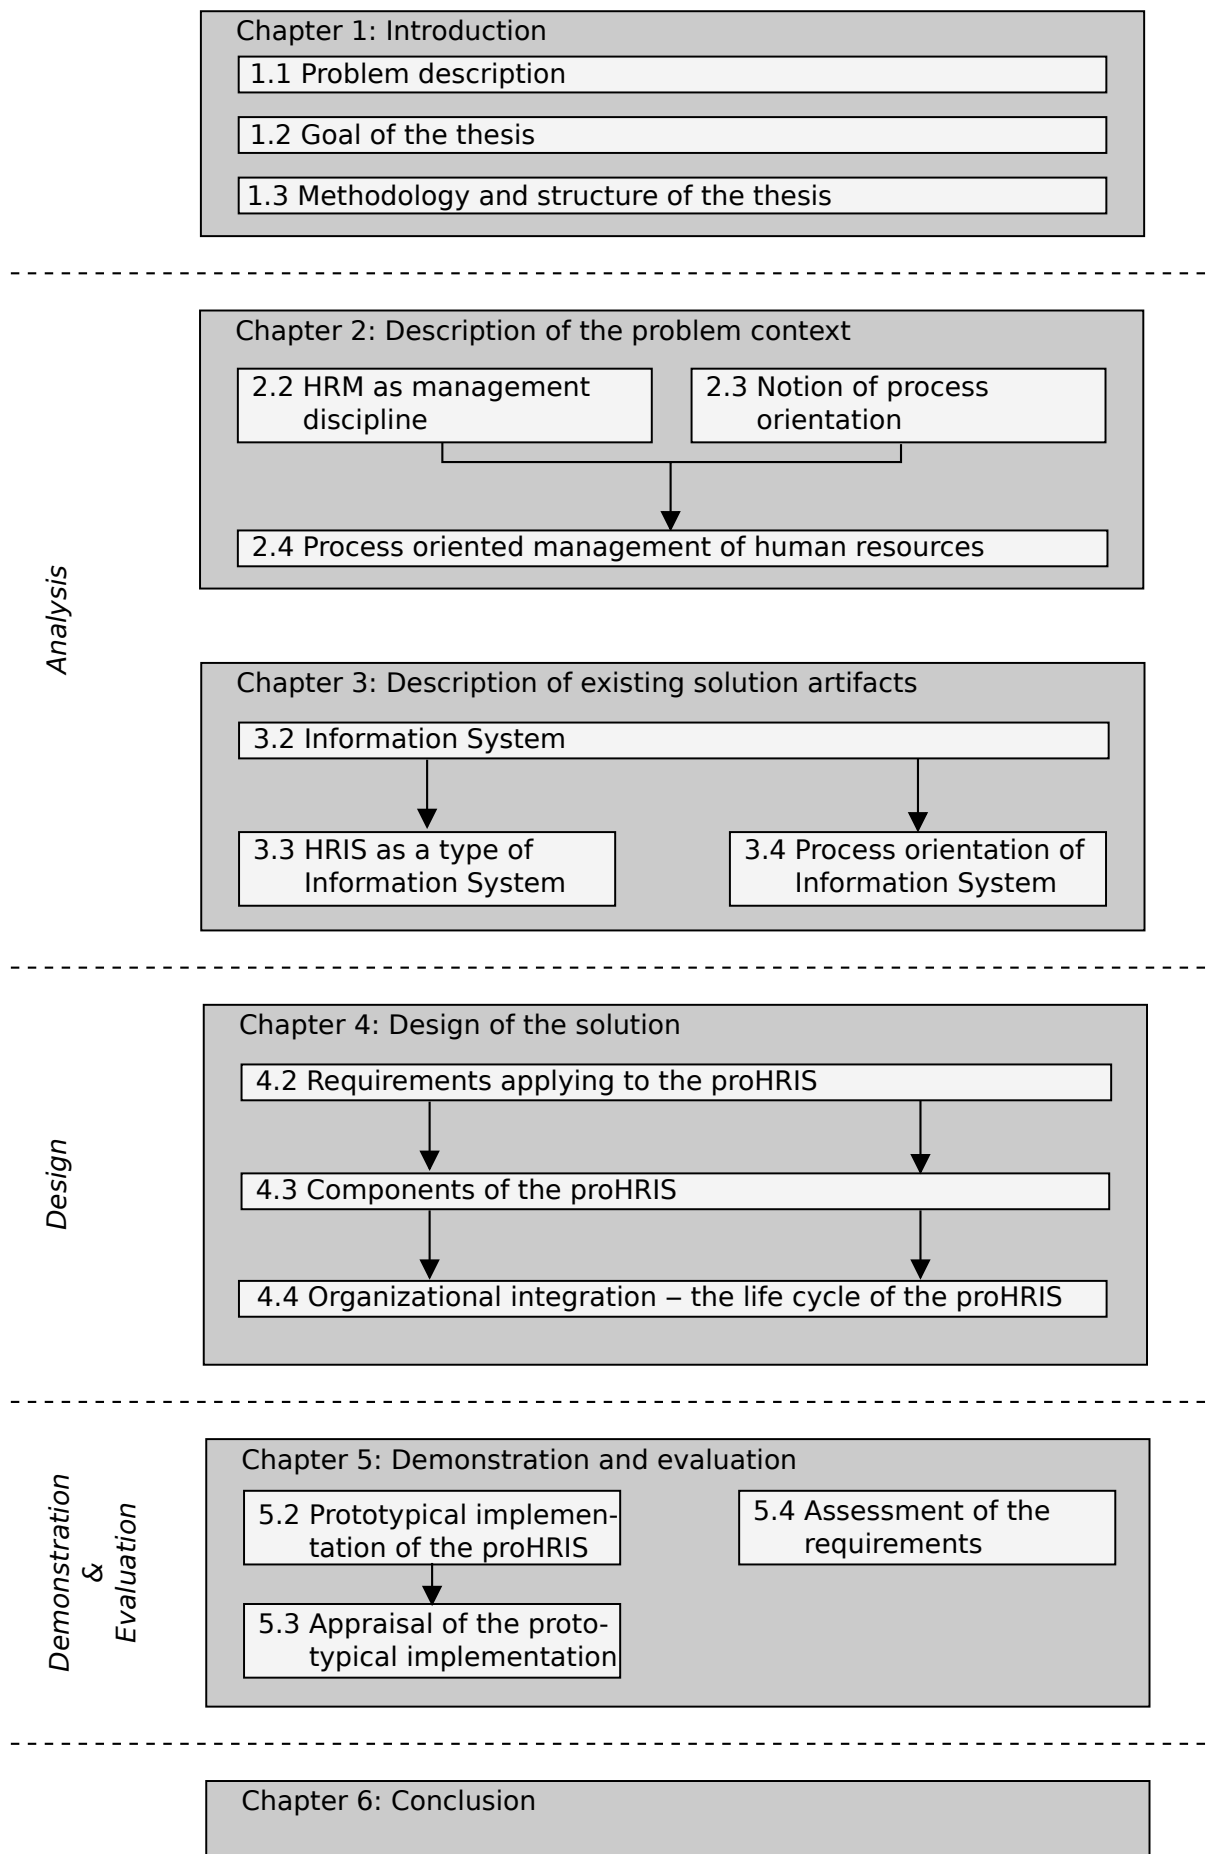 Chapter 1: Introduction
1.1 Problem description
1.2 Goal of the thesis
1.3 Methodology and structure of the thesis
Analysis
Chapter 2: Description of the problem context
2.2 HRM as management
discipline
2.3 Notion of process
orientation
2.4 Process oriented management of human resources
Chapter 3: Description of existing solution artifacts
3.2 Information System
3.3 HRIS as a type of
Information System
3.4 Process orientation of
Information System
Design
Chapter 4: Design of the solution
4.2 Requirements applying to the proHRIS
4.3 Components of the proHRIS
4.4 Organizational integration – the life cycle of the proHRIS
Demonstration
&
Evaluation
Chapter 5: Demonstration and evaluation
5.2 Prototypical implemen-
tation of the proHRIS
5.3 Appraisal of the proto-
typical implementation
5.4 Assessment of the
requirements
Chapter 6: Conclusion